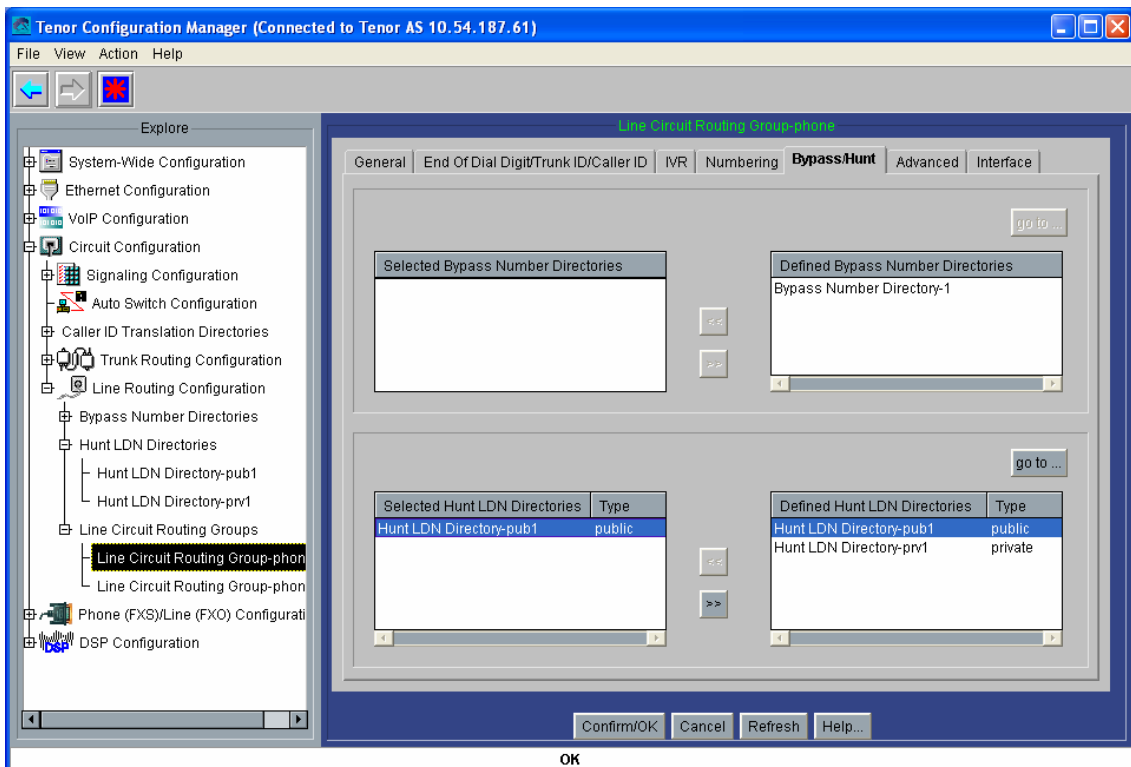 Tenor Configuration Manager (Connected to Tenor AS 10.54.187.61)
File View Action Help
Explore
System-Wide Configuration
Ethernet Configuration
VoIP Configuration
Circuit Configuration
Signaling Configuration
Auto Switch Configuration
Caller ID Translation Directories
Trunk Routing Configuration
Line Routing Configuration
Bypass Number Directories
Hunt LDN Directories
Hunt LDN Directory-pub1
Hunt LDN Directory-prv1
Line Circuit Routing Groups
Line Circuit Routing Group-phon
Line Circuit Routing Group-phon
Phone (FXS)/Line (FXO) Configurati
DSP DSP Configuration
Line Circuit Routing Group-phone
General End Of Dial Digit/Trunk ID/Caller ID IVR Numbering Bypass/Hunt Advanced Interface
go to ...
Selected Bypass Number Directories
<<
>>
Defined Bypass Number Directories
Bypass Number Directory-1
go to ...
Selected Hunt LDN Directories Type
Hunt LDN Directory-pub1 public
<<
>>
Defined Hunt LDN Directories Type
Hunt LDN Directory-pub1 public
Hunt LDN Directory-prv1 private
Confirm/OK Cancel Refresh Help...
OK